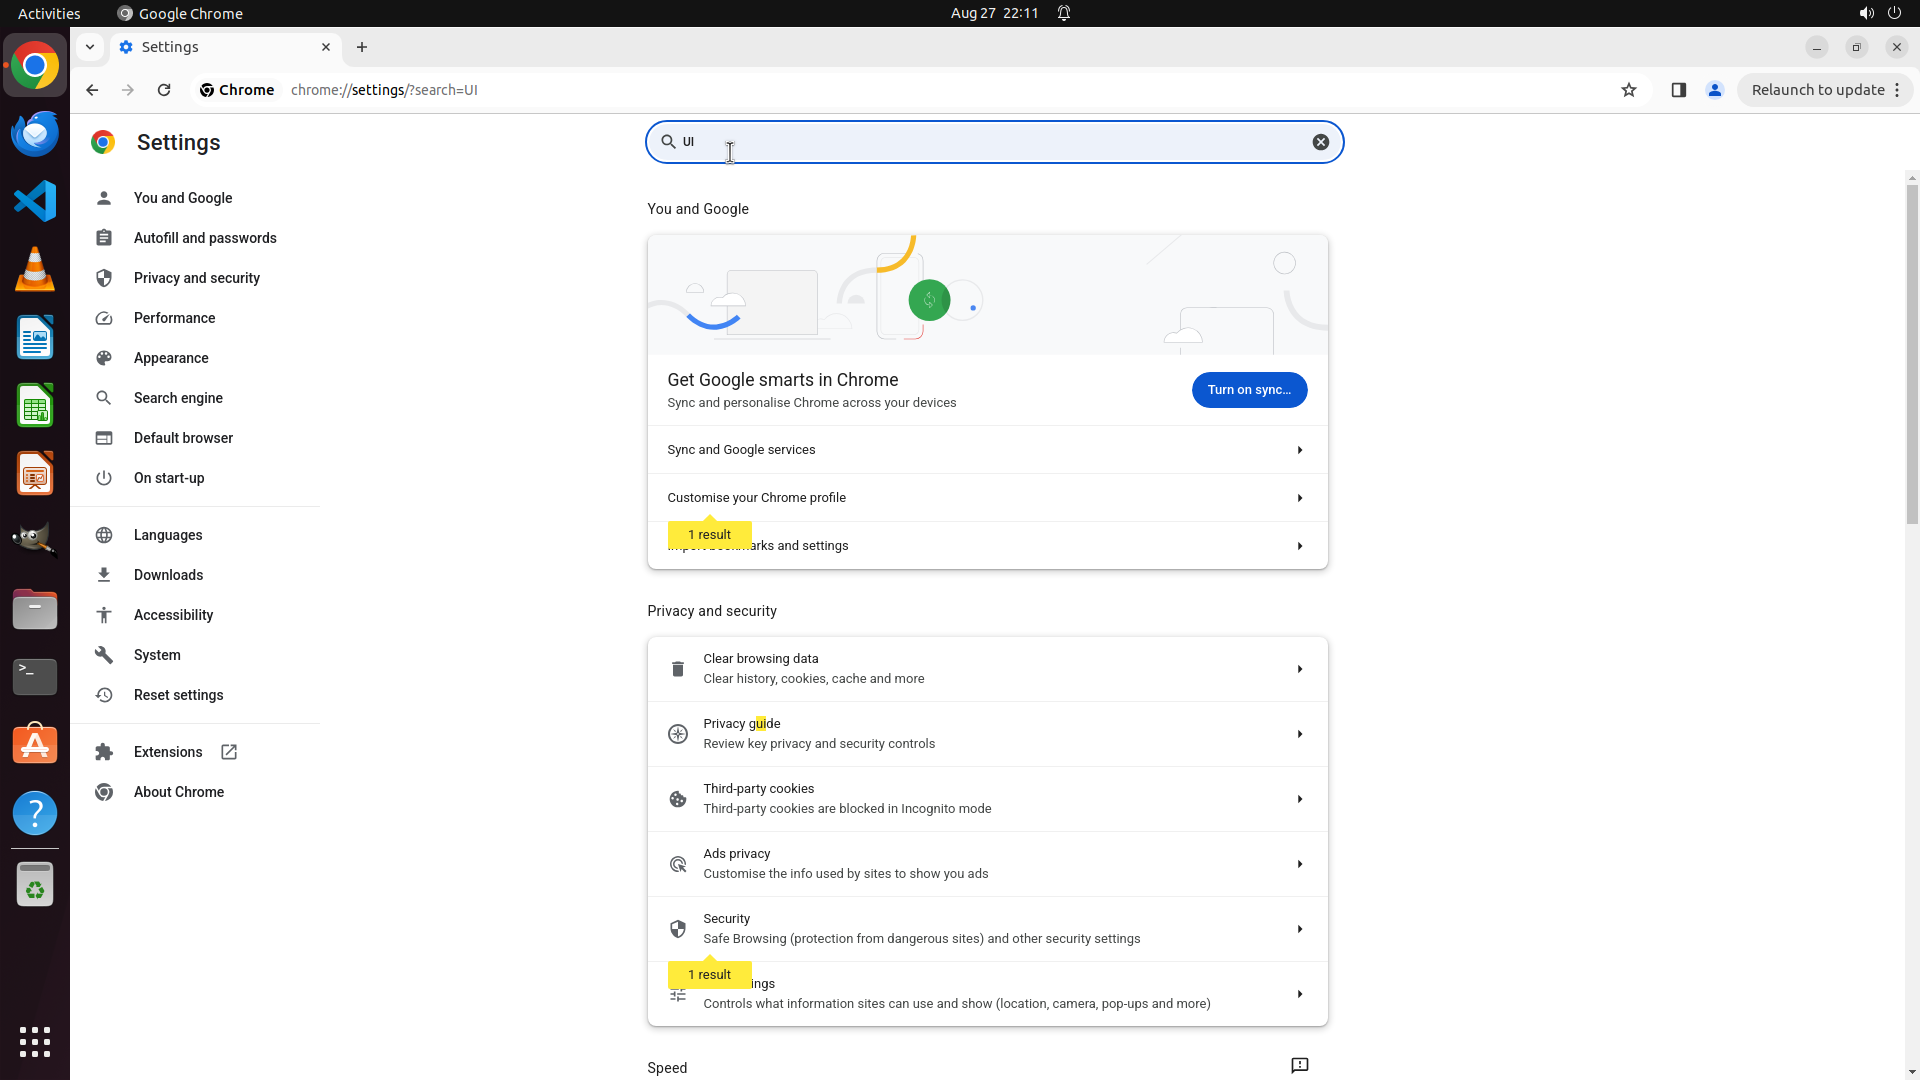 Activities
Google Chrome
Aug 27 22:11
Settings
Chrome
chrome://settings/?search=UI
Relaunch to update
Settings
UI
You and Google
Autofill and passwords
Privacy and security
Performance
Appearance
Search engine
Default browser
On start-up
Languages
Downloads
Accessibility
System
Reset settings
Extensions
About Chrome
You and Google
Get Google smarts in Chrome
Sync and personalise Chrome across your devices
Turn on sync...
Sync and Google services
Customise your Chrome profile
1 result
and settings
Privacy and security
Clear browsing data
Clear history, cookies, cache and more
Privacy guide
Review key privacy and security controls
Third-party cookies
Third-party cookies are blocked in Incognito mode
Ads privacy
Customise the info used by sites to show you ads
Security
Safe Browsing (protection from dangerous sites) and other security settings
1 result
Controls what information sites can use and show (location, camera, pop-ups and more)
Speed